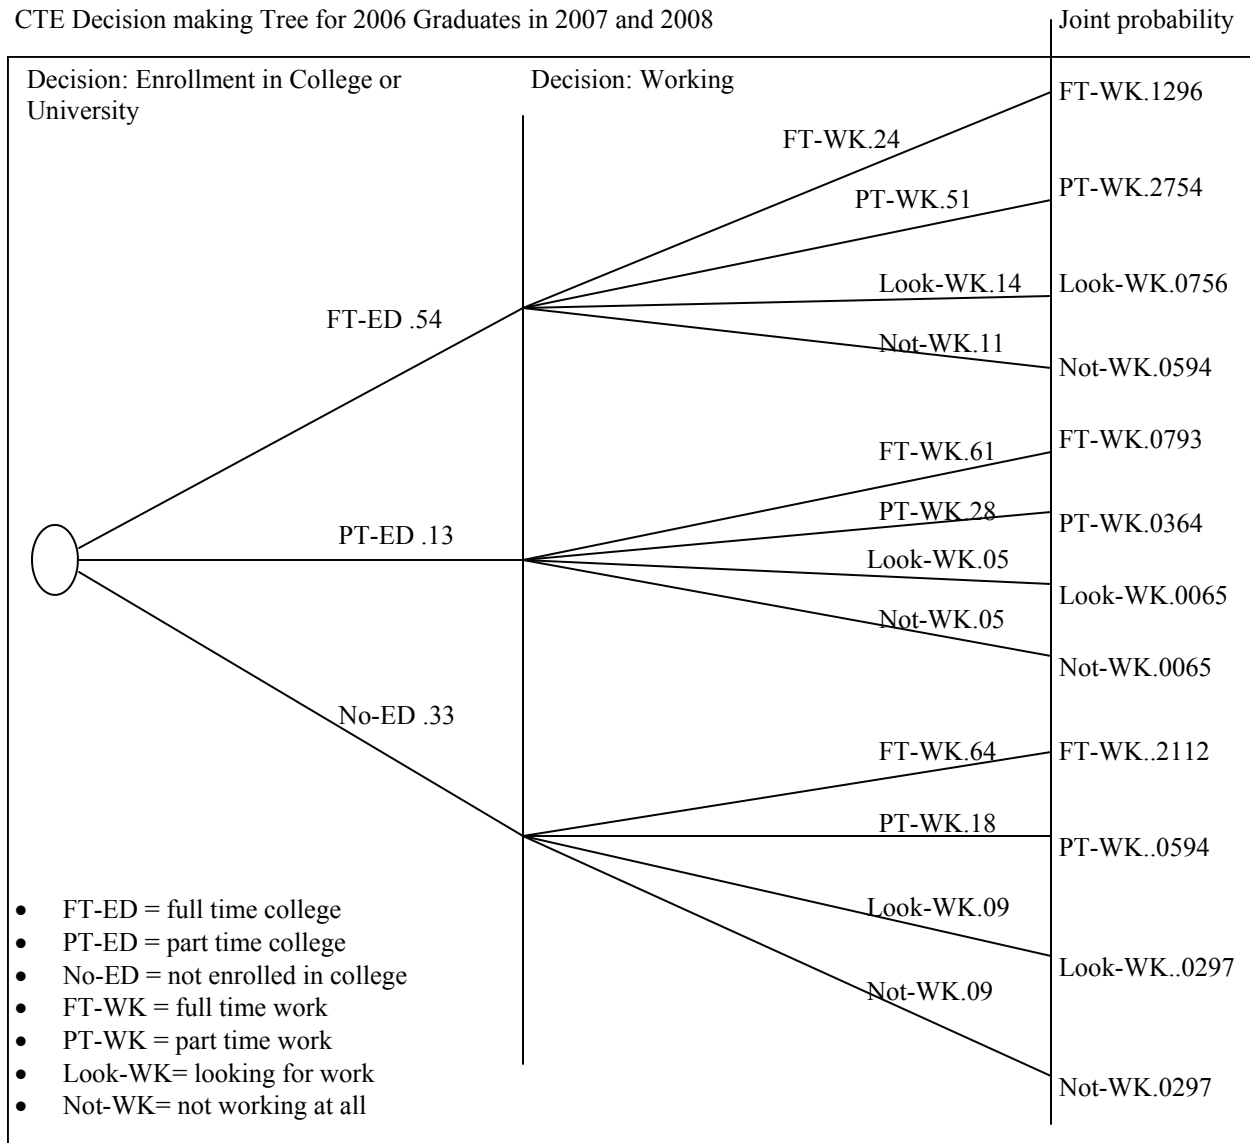 CTE Decision making Tree for 2006 Graduates in 2007 and 2008
Joint probability
Decision: Enrollment in College or
University
Decision: Working
FT-ED .54
FT-WK.24
PT-WK.51
Look-WK.14
Not-WK.11
FT-WK.1296
PT-WK.2754
Look-WK.0756
Not-WK.0594
PT-ED .13
FT-WK.61
PT-WK.28
Look-WK.05
Not-WK.05
FT-WK.0793
PT-WK.0364
Look-WK.0065
Not-WK.0065
No-ED .33
FT-WK.64
PT-WK.18
Look-WK.09
Not-WK.09
FT-WK..2112
PT-WK..0594
Look-WK..0297
Not-WK.0297
• FT-ED = full time college
• PT-ED = part time college
• No-ED = not enrolled in college
• FT-WK = full time work
• PT-WK = part time work
• Look-WK= looking for work
• Not-WK= not working at all